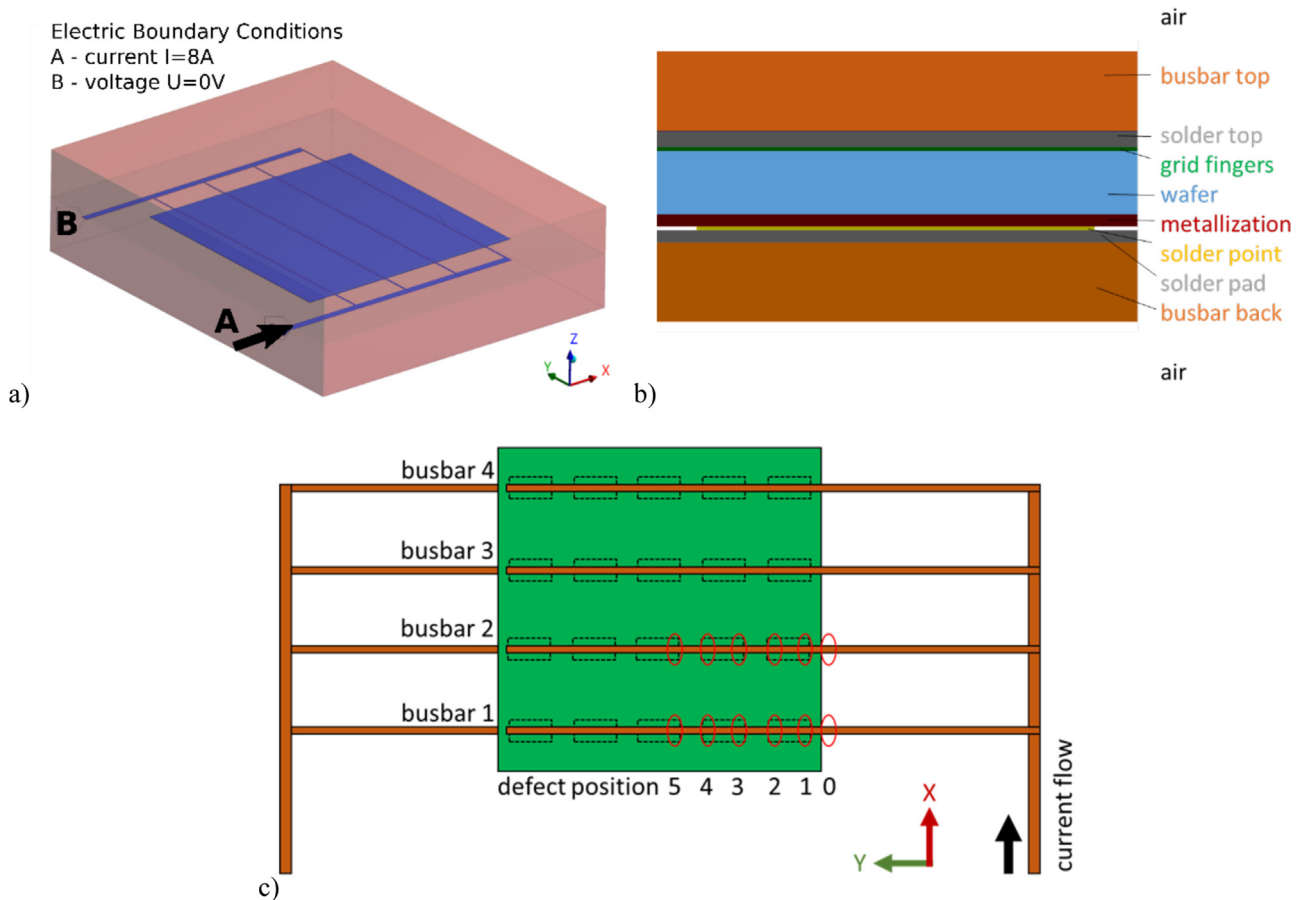 Electric Boundary Conditions
A - current I=8A
B - voltage U=0V
B
A
Z
Y
X
a)
air
busbar top
solder top
grid fingers
wafer
metallization
solder point
solder pad
busbar back
air
b)
busbar 4
busbar 3
busbar 2
busbar 1
defect position 5 4 3 2 1 0
X
Y
current flow
c)